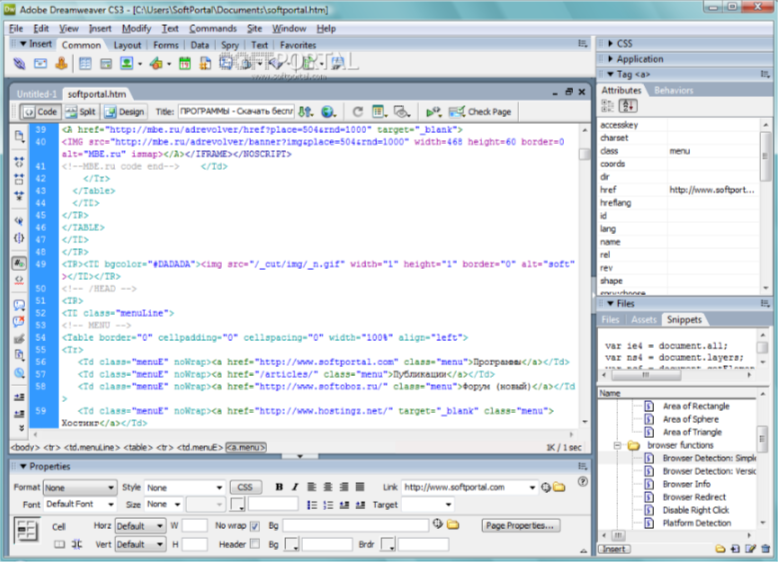 Adobe Dreamweaver CS3 - [C:\Users\SoftPortal\Documents\softportal.htm]
File Edit View Insert Modify Text Commands Site Window Help
Insert Common Layout Forms Data Spry Text Favorites
SOFTPORTAL
www.softportal.com
Untitled-1 softportal.htm
Code Split Design Title: ПРОГРАММЫ - Скачать беспл Check Page
39 <A href="http://mbe.ru/adrevolver/href?place=504&rnd=1000" target="_blank">
40 <IMG src="http://mbe.ru/adrevolver/banner?img&place=504&rnd=1000" width=468 height=60 border=0
alt="MBE.ru" ismap></A></IFRAME></NOSCRIPT>
41 <!--MBE.ru code end--> </Td>
42 </Tr>
43 </Table>
44 </TD>
45 </TR>
46 </TABLE>
47 </TD>
48 </TR>
49 <TR><TD bgcolor="#DADADA"><img src="/_cut/img/_n.gif" width="1" height="1" border="0" alt="soft"
></TD></TR>
50 <!-- /HEAD -->
51 <TR>
52 <TD class="menuLine">
53 <!-- MENU -->
54 <Table border="0" cellpadding="0" cellspacing="0" width="100%" align="left">
55 <Tr>
56 <Td class="menuE" noWrap><a href="http://www.softportal.com" class="menu">Программы</a></Td>
57 <Td class="menuE" noWrap><a href="/articles/" class="menu">Публикации</a></Td>
58 <Td class="menuE" noWrap><a href="http://www.softoboz.ru/" class="menu">Форум (новый)</a></Td
>
59 <Td class="menuE" noWrap><a href="http://www.hostingz.net/" target="_blank" class="menu">
Хостинг</a></Td>
<body> <tr> <td.menuLine> <table> <tr> <td.menuE> <a.menu> 1K / 1 sec
Properties
Format None Style None CSS B I Link http://www.softportal.com
Font Default Font Size None Target
Cell Horz Default W No wrap Bg Page Properties...
Vert Default H Header Bg Brdr
CSS
Application
Tag <a>
Attributes Behaviors
accesskey
charset
class menu
coords
dir
href http://www.softport...
hreflang
id
lang
name
rel
rev
shape
Files
Files Assets Snippets
var ie4 = document.all;
var ns4 = document.layers;
Name
Area of Rectangle
Area of Sphere
Area of Triangle
browser functions
Browser Detection: Simple
Browser Detection: Versio
Browser Info
Browser Redirect
Disable Right Click
Platform Detection
Insert